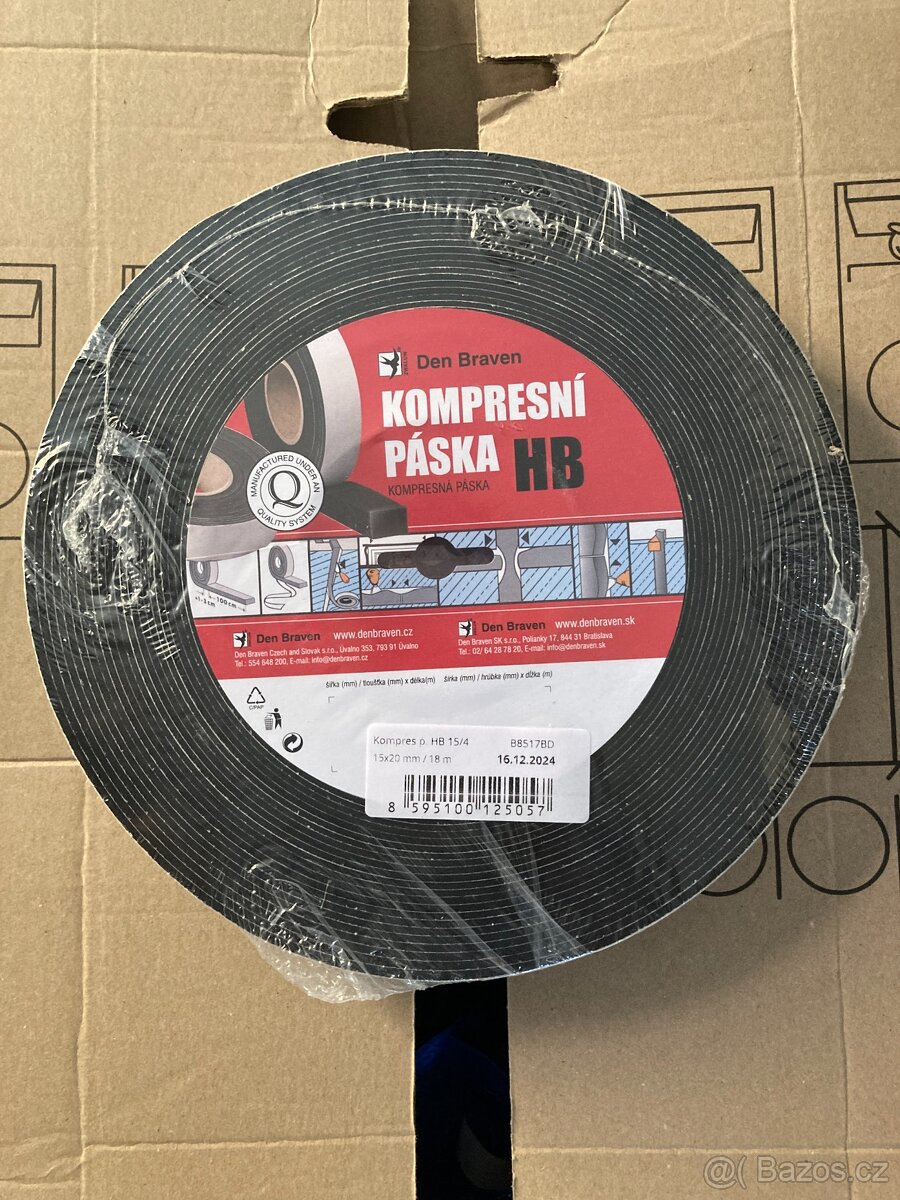 Den Braven
KOMPRESNÍ
PÁSKA HB
KOMPRESNÁ PÁSKA
MANUFACTURED UNDER AN
Q
QUALITY SYSTEM
100 cm
Den Braven www.denbraven.cz
Den Braven Czech and Slovak s.r.o., Úvalno 353, 793 91 Úvalno
Tel.: 554 648 200, E-mail: info@denbraven.cz
Den Braven www.denbraven.sk
Den Braven SK s.r.o., Polianky 17, 844 31 Bratislava
Tel.: 02/ 64 28 78 20, E-mail: info@denbraven.sk
šířka (mm) / tloušťka (mm) x délka(m) šírka (mm) / hrúbka (mm) x dĺžka (m)
C/PAP
Kompres p. HB 15/4 B8517BD
15x20 mm / 18 m 16.12.2024
8 595100 125057
@( Bazos.cz